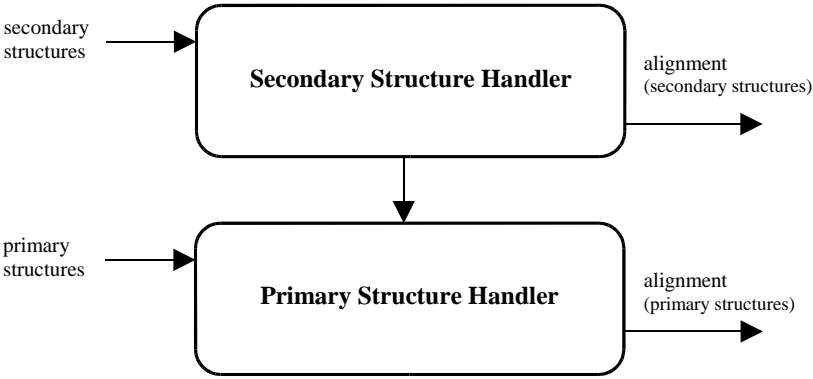 secondary
structures
Secondary Structure Handler
alignment
(secondary structures)
primary
structures
Primary Structure Handler
alignment
(primary structures)